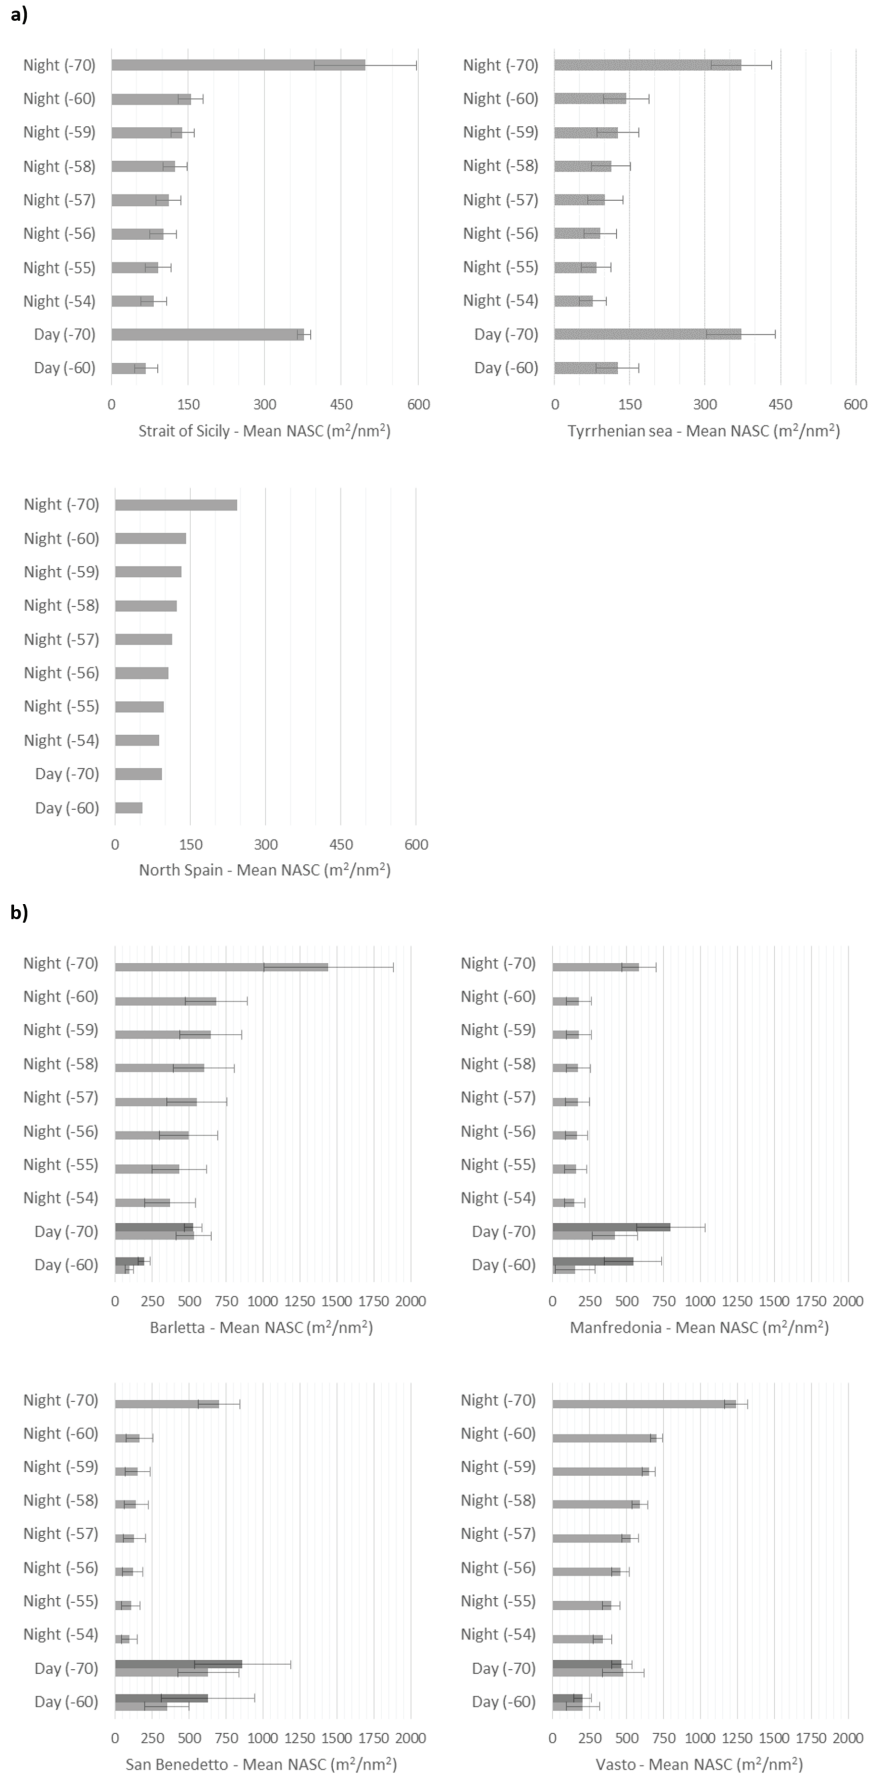 a)
Night (-70)
Night (-60)
Night (-59)
Night (-58)
Night (-57)
Night (-56)
Night (-55)
Night (-54)
Day (-70)
Day (-60)
0 150 300 450 600
Strait of Sicily - Mean NASC (m²/nm²)
Night (-70)
Night (-60)
Night (-59)
Night (-58)
Night (-57)
Night (-56)
Night (-55)
Night (-54)
Day (-70)
Day (-60)
0 150 300 450 600
Tyrrhenian sea - Mean NASC (m²/nm²)
Night (-70)
Night (-60)
Night (-59)
Night (-58)
Night (-57)
Night (-56)
Night (-55)
Night (-54)
Day (-70)
Day (-60)
0 150 300 450 600
North Spain - Mean NASC (m²/nm²)
b)
Night (-70)
Night (-60)
Night (-59)
Night (-58)
Night (-57)
Night (-56)
Night (-55)
Night (-54)
Day (-70)
Day (-60)
0 250 500 750 1000 1250 1500 1750 2000
Barletta - Mean NASC (m²/nm²)
Night (-70)
Night (-60)
Night (-59)
Night (-58)
Night (-57)
Night (-56)
Night (-55)
Night (-54)
Day (-70)
Day (-60)
0 250 500 750 1000 1250 1500 1750 2000
Manfredonia - Mean NASC (m²/nm²)
Night (-70)
Night (-60)
Night (-59)
Night (-58)
Night (-57)
Night (-56)
Night (-55)
Night (-54)
Day (-70)
Day (-60)
0 250 500 750 1000 1250 1500 1750 2000
San Benedetto - Mean NASC (m²/nm²)
Night (-70)
Night (-60)
Night (-59)
Night (-58)
Night (-57)
Night (-56)
Night (-55)
Night (-54)
Day (-70)
Day (-60)
0 250 500 750 1000 1250 1500 1750 2000
Vasto - Mean NASC (m²/nm²)